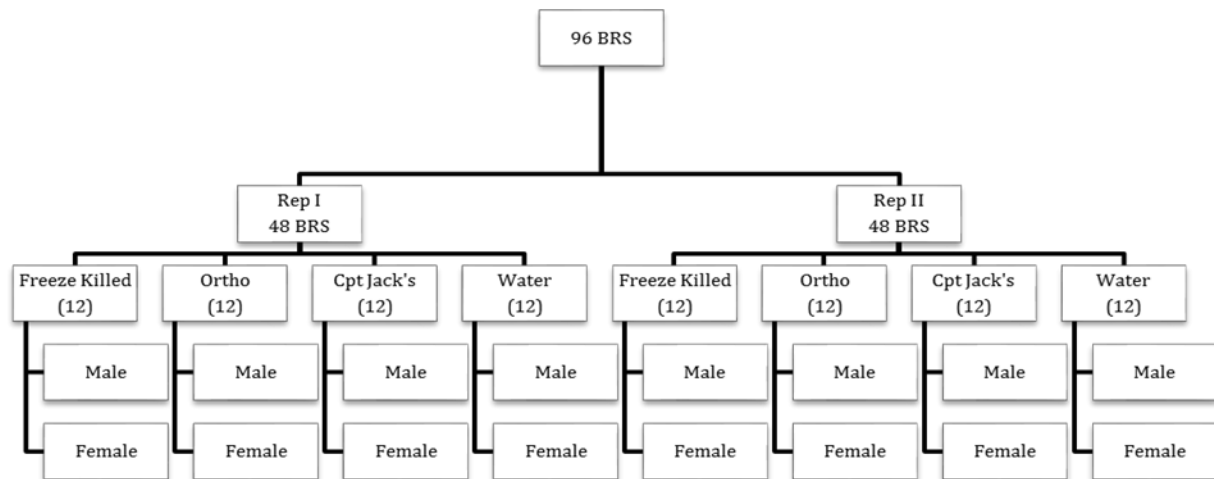 96 BRS
Rep I
48 BRS
Rep II
48 BRS
Freeze Killed
(12)
Ortho
(12)
Cpt Jack's
(12)
Water
(12)
Freeze Killed
(12)
Ortho
(12)
Cpt Jack's
(12)
Water
(12)
Male
Male
Male
Male
Male
Male
Male
Male
Female
Female
Female
Female
Female
Female
Female
Female